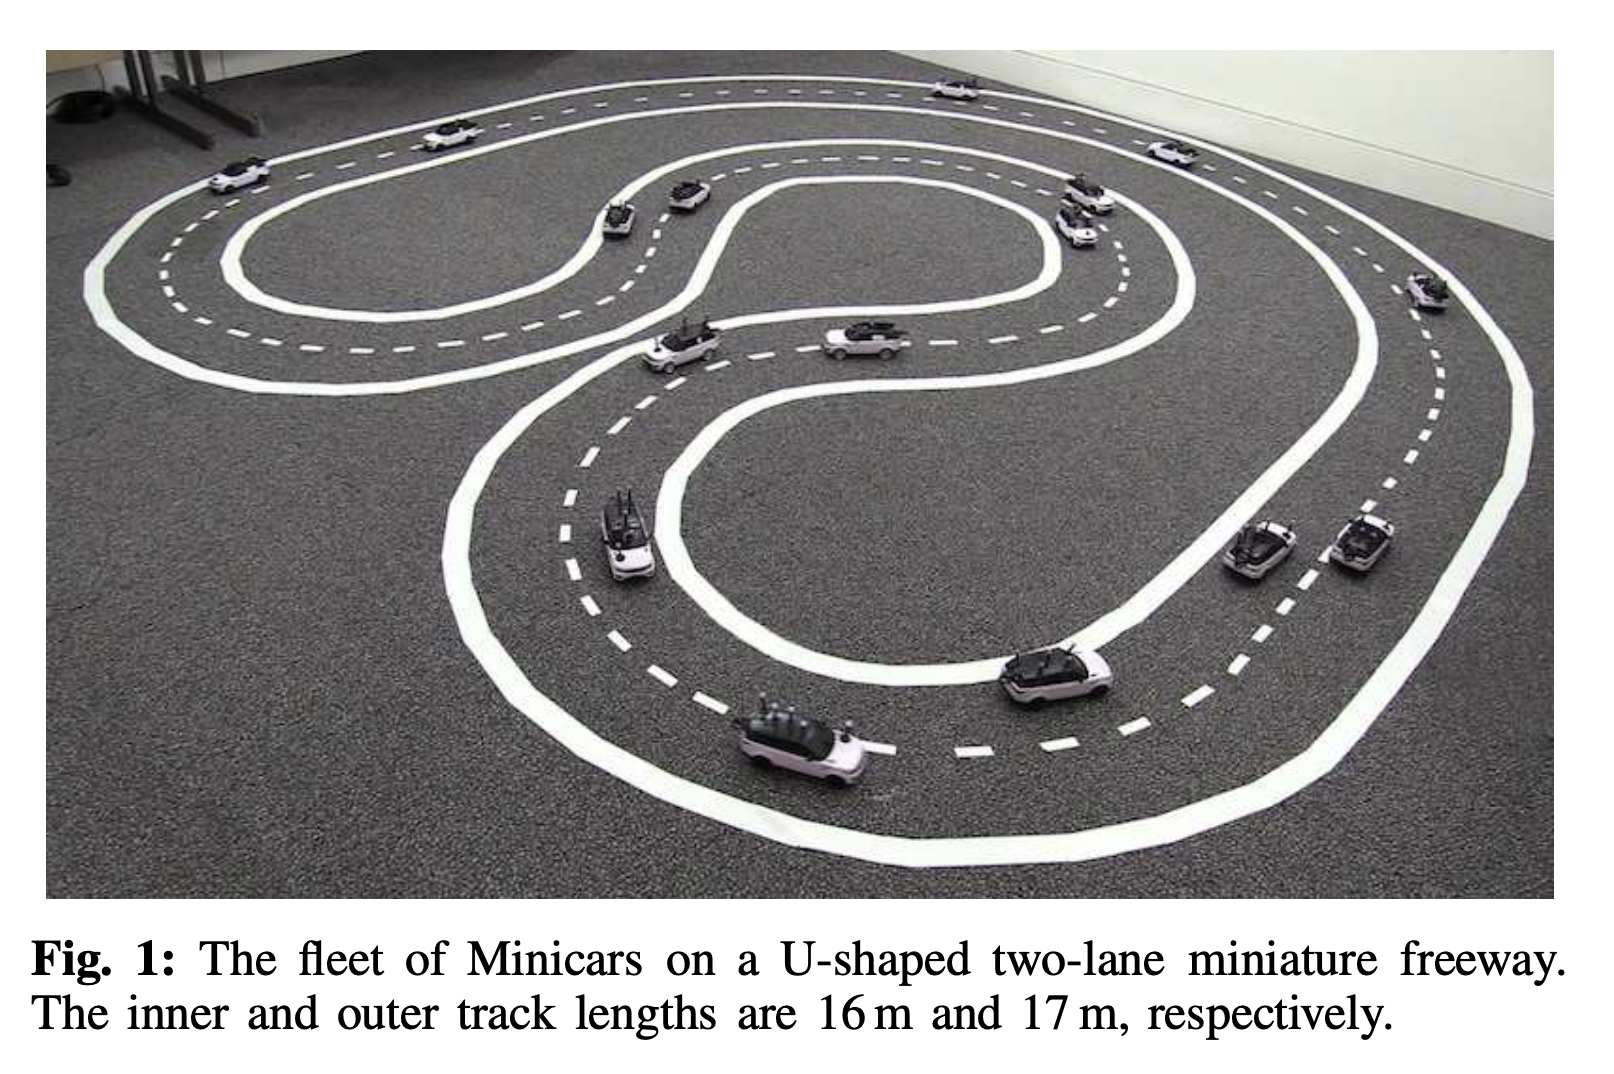 Fig. 1: The fleet of Minicars on a U-shaped two-lane miniature freeway.
The inner and outer track lengths are 16 m and 17 m, respectively.